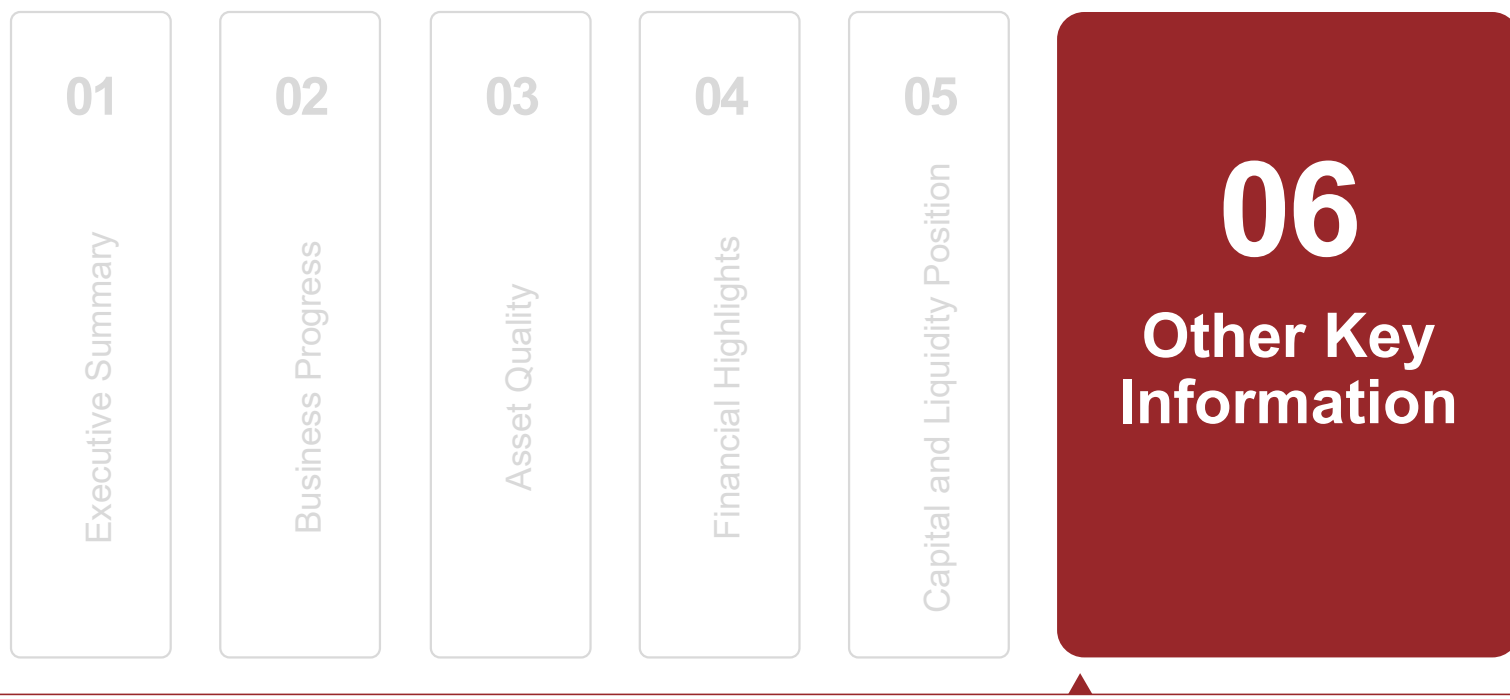 01
Executive Summary
02
Business Progress
03
Asset Quality
04
Financial Highlights
05
Capital and Liquidity Position
06
Other Key
Information